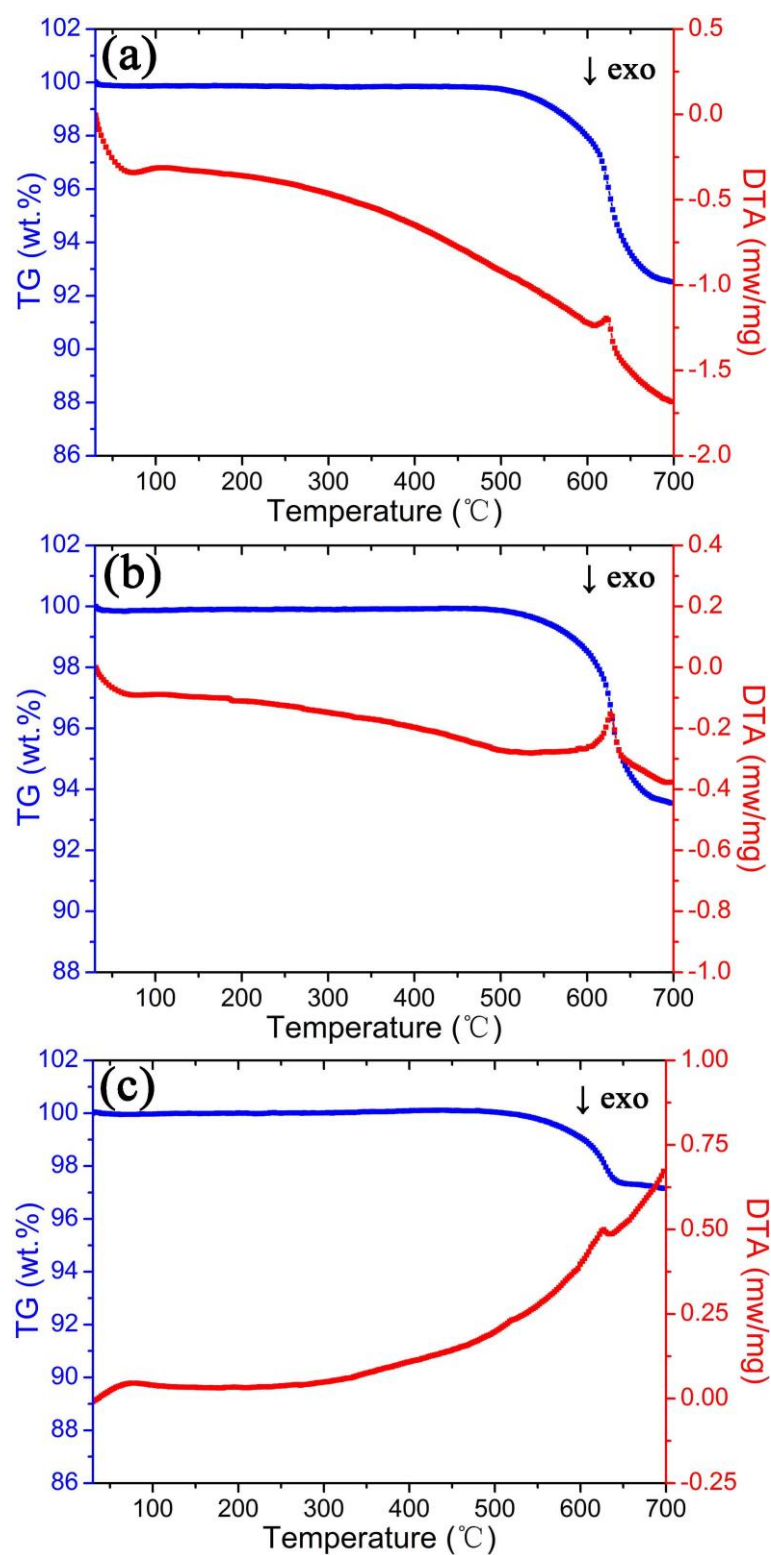 (a)
↓ exo
TG (wt.%)
102
100
98
96
94
92
90
88
86
DTA (mw/mg)
0.5
0.0
-0.5
-1.0
-1.5
-2.0
100 200 300 400 500 600 700
Temperature (℃)
(b)
↓ exo
TG (wt.%)
102
100
98
96
94
92
90
88
DTA (mw/mg)
0.4
0.2
0.0
-0.2
-0.4
-0.6
-0.8
-1.0
100 200 300 400 500 600 700
Temperature (℃)
(c)
↓ exo
TG (wt.%)
102
100
98
96
94
92
90
88
86
DTA (mw/mg)
1.00
0.75
0.50
0.25
0.00
-0.25
100 200 300 400 500 600 700
Temperature (℃)